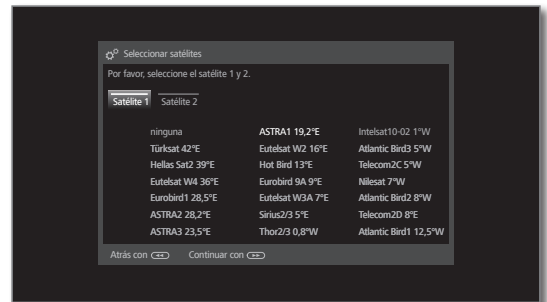 Seleccionar satélites
Por favor, seleccione el satélite 1 y 2.
Satélite 1 Satélite 2
ninguna ASTRA1 19,2°E Intelsat10-02 1°W
Türksat 42°E Eutelsat W2 16°E Atlantic Bird3 5°W
Hellas Sat2 39°E Hot Bird 13°E Telecom2C 5°W
Eutelsat W4 36°E Eurobird 9A 9°E Nilesat 7°W
Eurobird1 28,5°E Eutelsat W3A 7°E Atlantic Bird2 8°W
ASTRA2 28,2°E Sirius2/3 5°E Telecom2D 8°E
ASTRA3 23,5°E Thor2/3 0,8°W Atlantic Bird1 12,5°W
Atrás con Continuar con